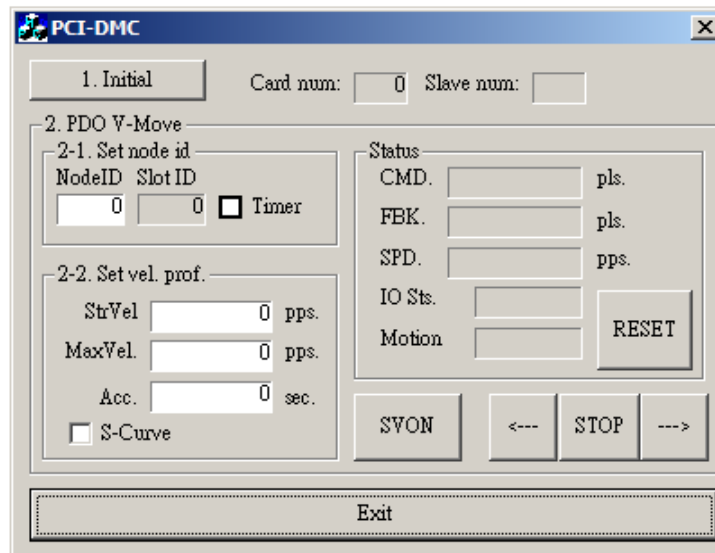 PCI-DMC
1. Initial Card num: 0 Slave num:
2. PDO V-Move
2-1. Set node id
NodeID Slot ID
0 0 Timer
2-2. Set vel. prof.
StrVel 0 pps.
MaxVel. 0 pps.
Acc. 0 sec.
S-Curve
Status
CMD. pls.
FBK. pls.
SPD. pps.
IO Sts.
Motion
RESET
SVON <--- STOP --->
Exit